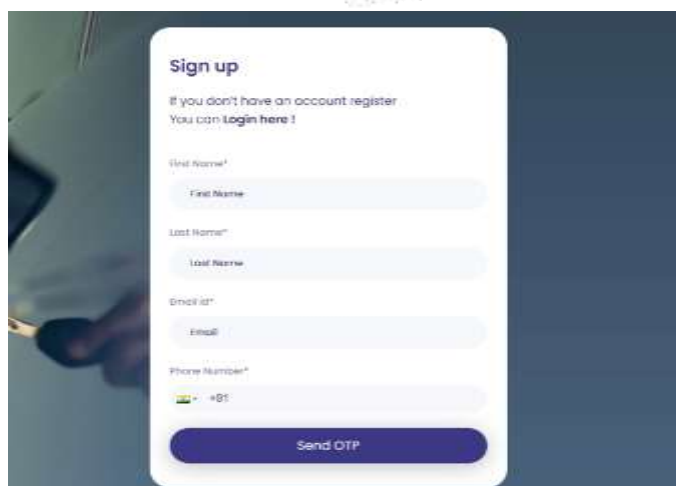 Sign up
If you don't have an account register
You can Login here !
First Name*
First Name
Last Name*
Last Name
Email id*
Email
Phone Number*
+91
Send OTP